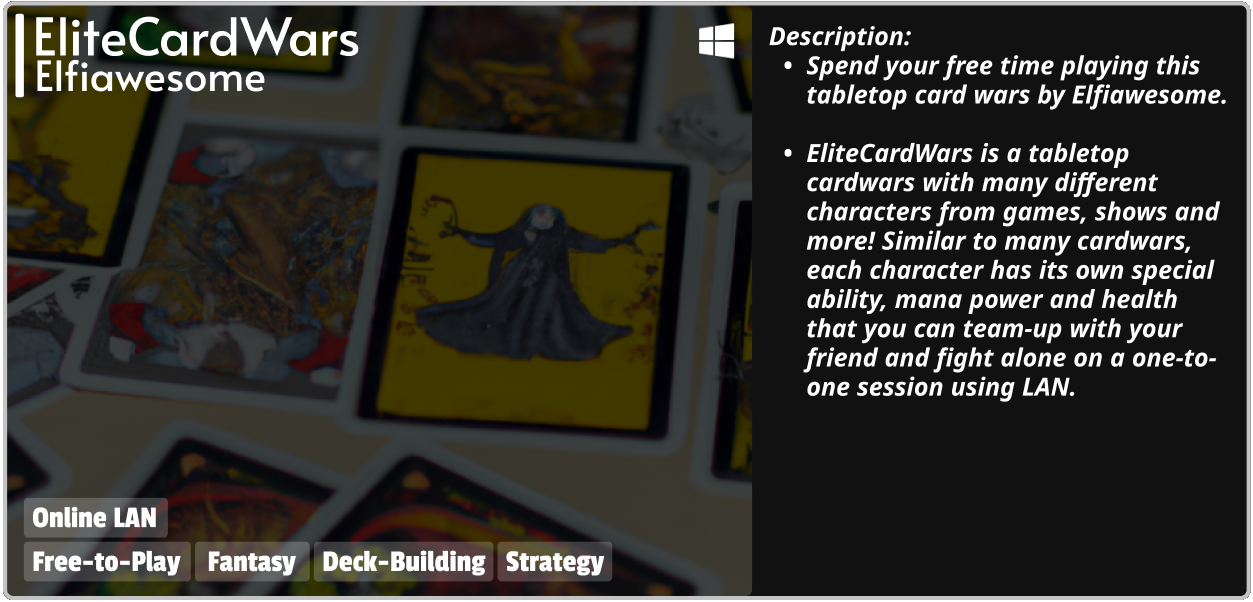 EliteCardWars
Elfiawesome
Online LAN
Free-to-Play Fantasy Deck-Building Strategy
Description:
• Spend your free time playing this
tabletop card wars by Elfiawesome.
• EliteCardWars is a tabletop
cardwars with many different
characters from games, shows and
more! Similar to many cardwars,
each character has its own special
ability, mana power and health
that you can team-up with your
friend and fight alone on a one-to-
one session using LAN.